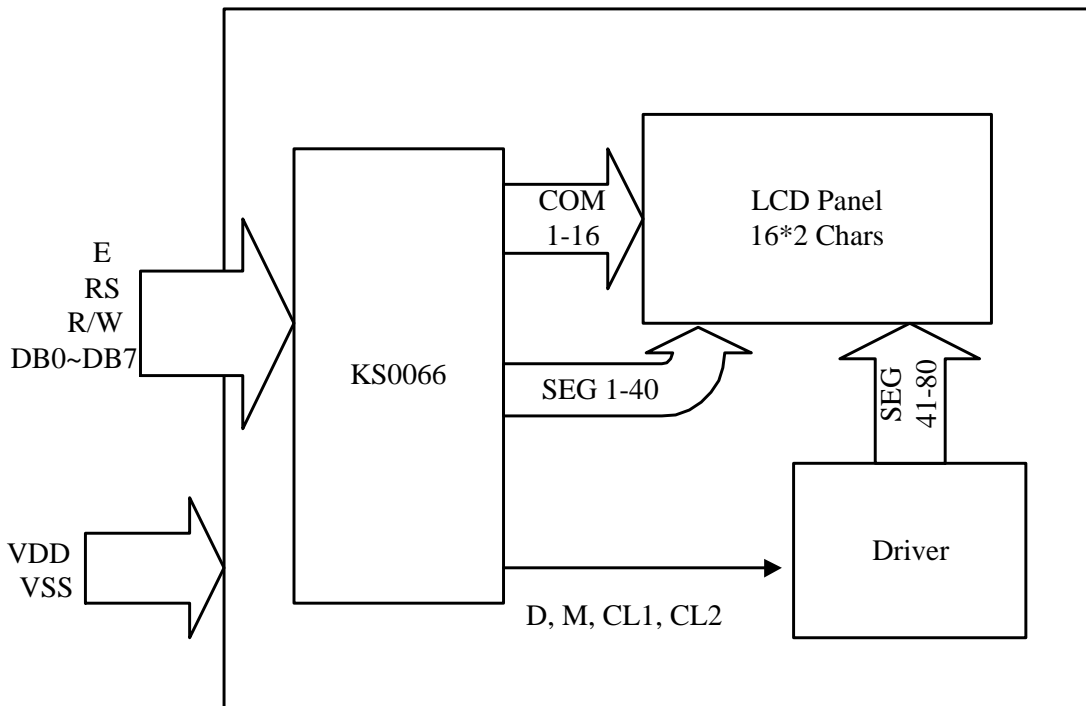 E
RS
R/W
DB0~DB7
VDD
VSS
KS0066
COM
1-16
SEG 1-40
D, M, CL1, CL2
LCD Panel
16*2 Chars
SEG
41-80
Driver